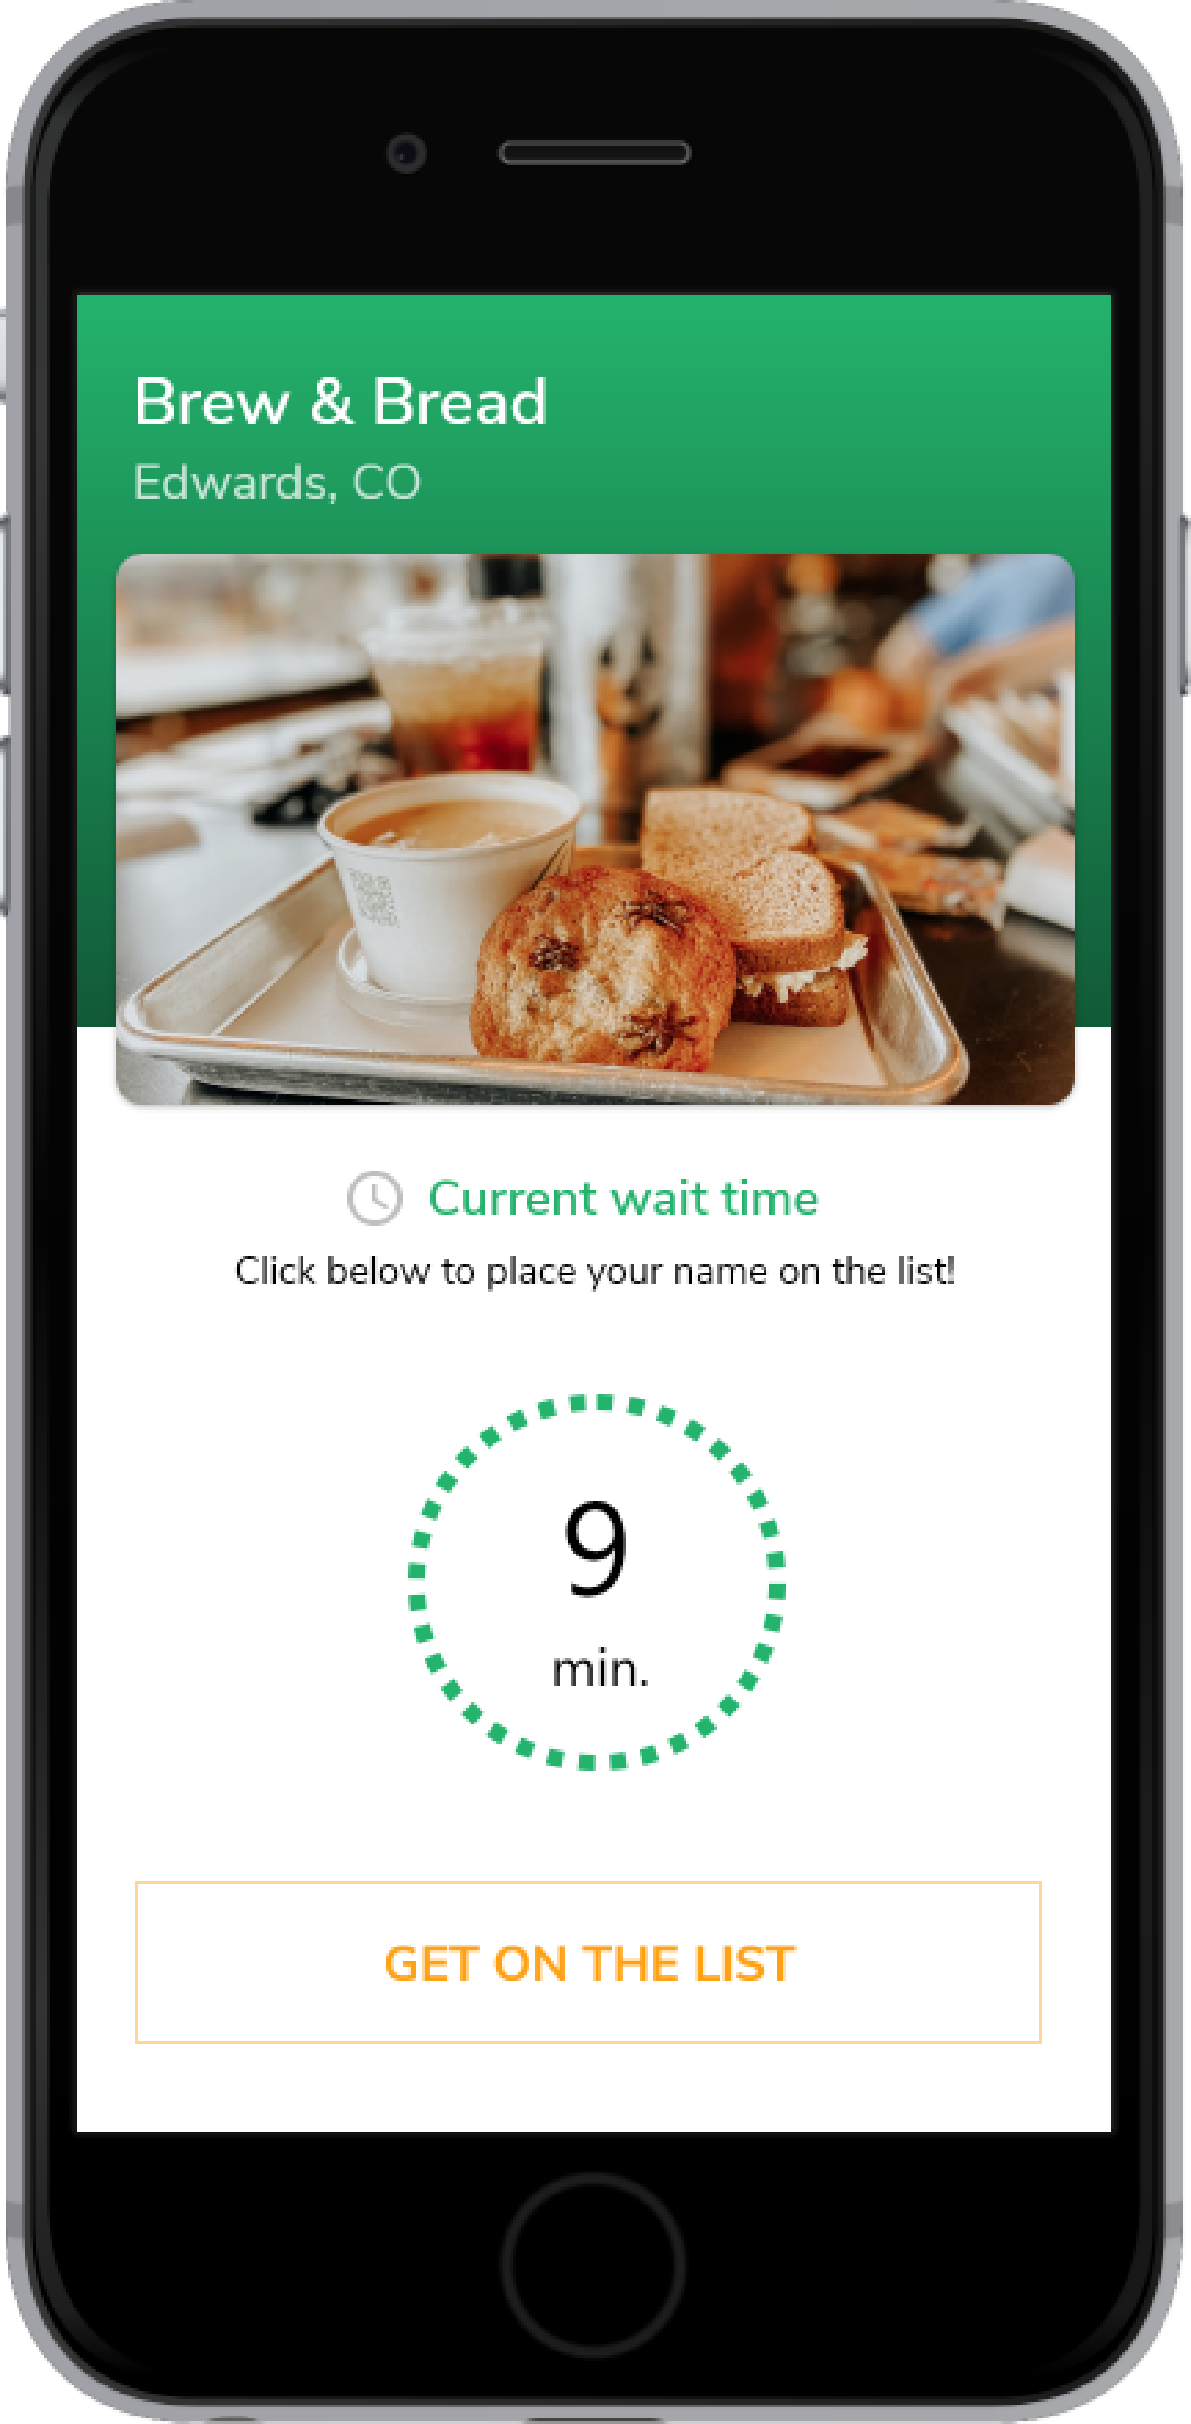 Brew & Bread
Edwards, CO
Current wait time
Click below to place your name on the list!
9
min.
GET ON THE LIST